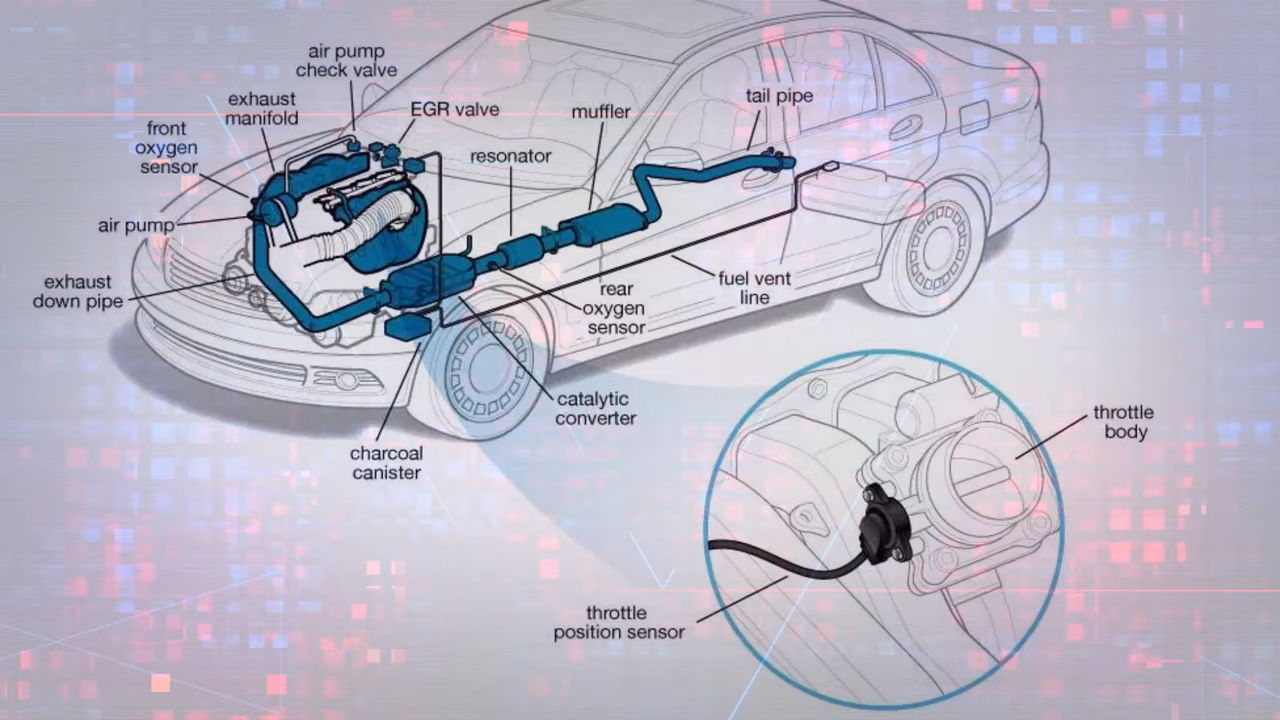 air pump
check valve
exhaust
manifold
EGR valve
muffler
tail pipe
front
oxygen
sensor
resonator
air pump
exhaust
down pipe
rear
oxygen
sensor
fuel vent
line
catalytic
converter
charcoal
canister
throttle
body
throttle
position sensor